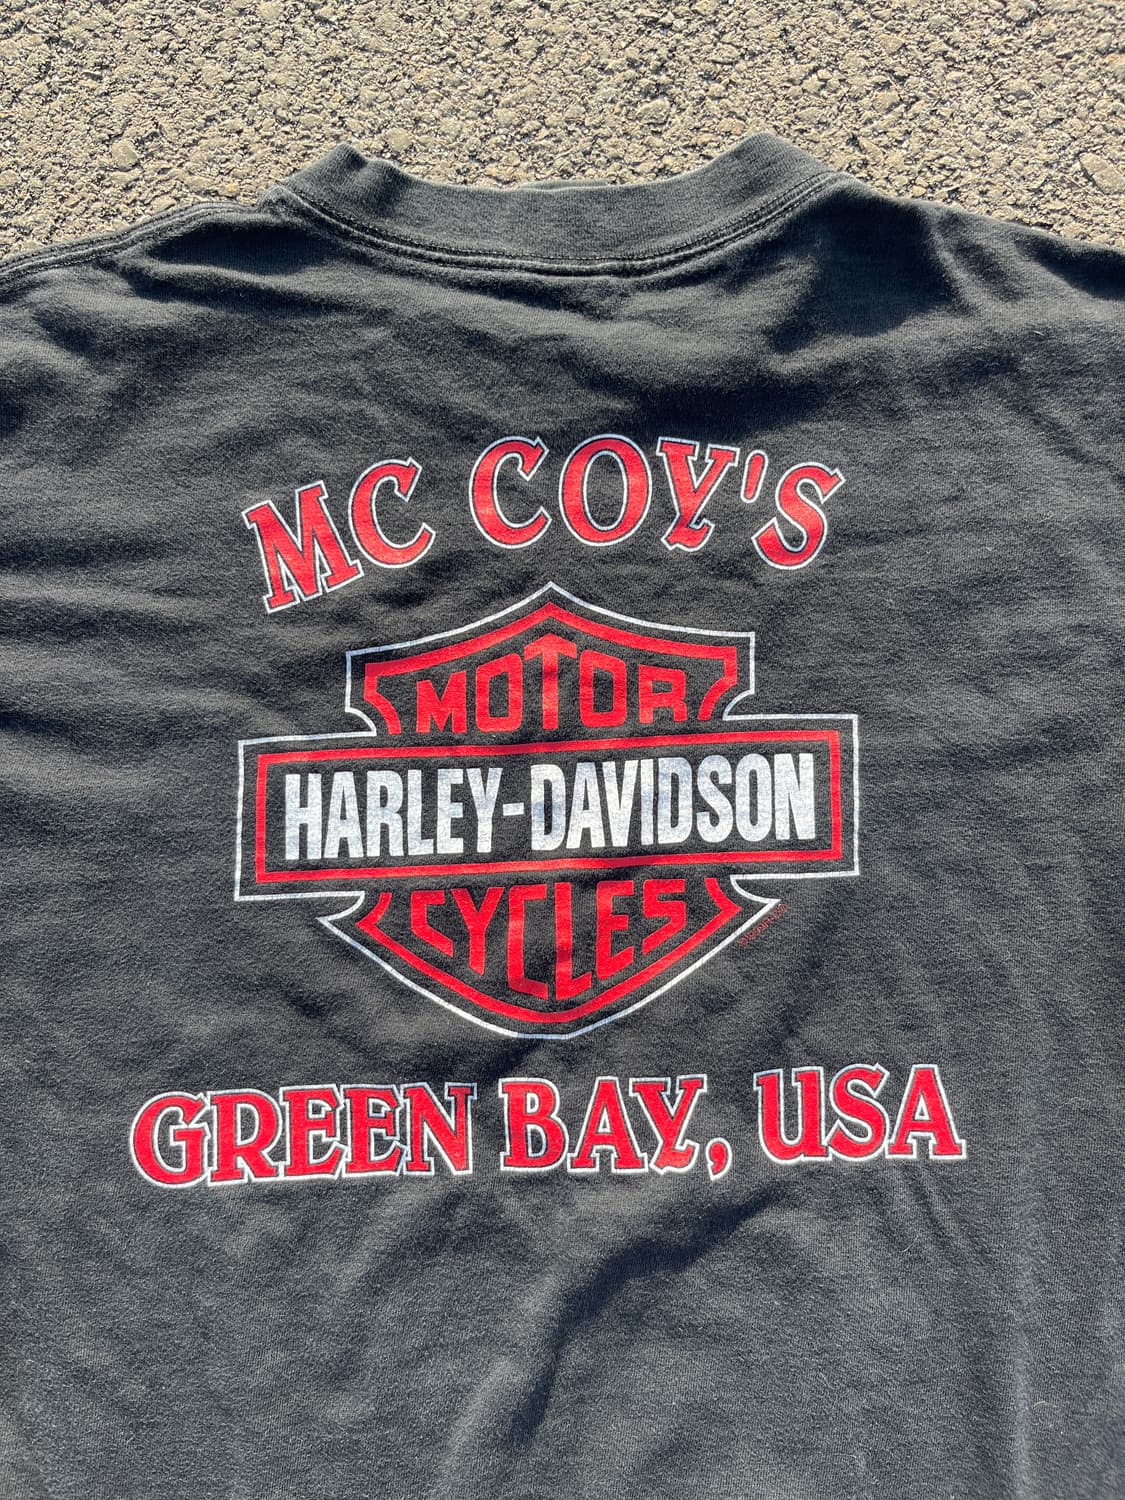 MC COY'S
MOTOR
HARLEY-DAVIDSON
CYCLES
GREEN BAY, USA